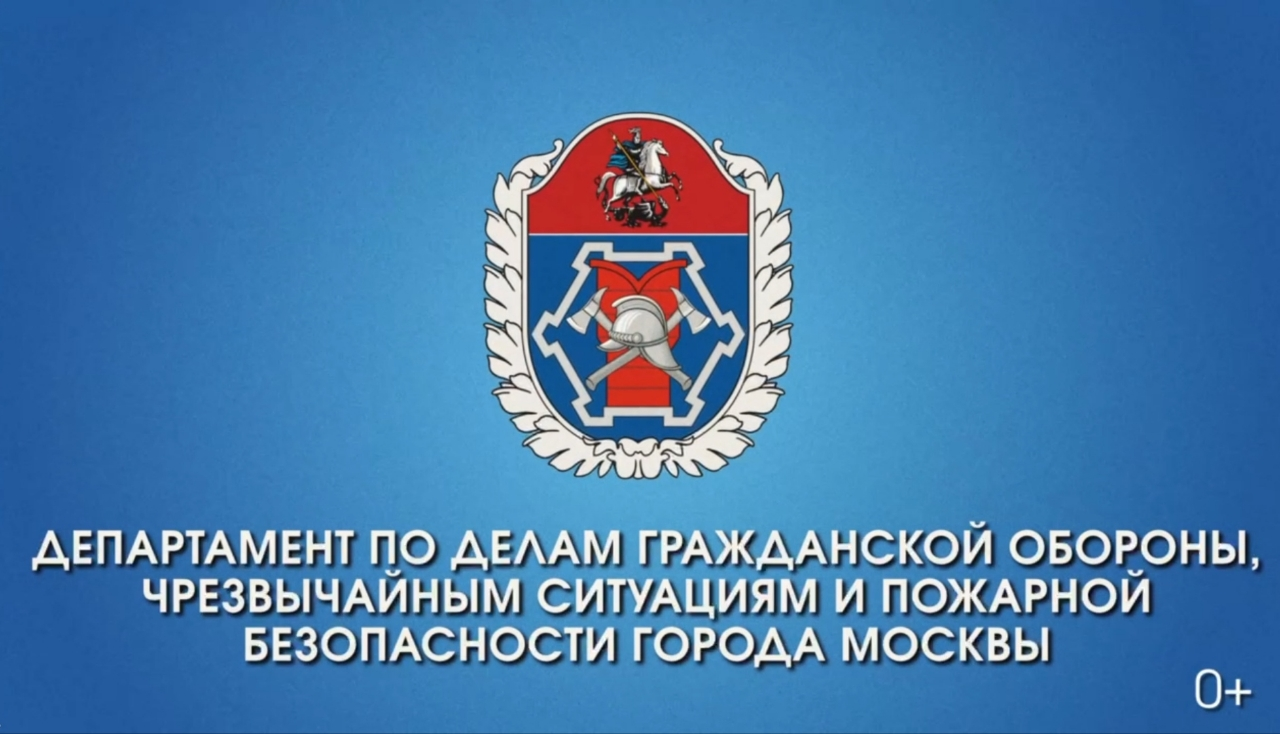 ДЕПАРТАМЕНТ ПО ДЕЛАМ ГРАЖДАНСКОЙ ОБОРОНЫ,
ЧРЕЗВЫЧАЙНЫМ СИТУАЦИЯМ И ПОЖАРНОЙ
БЕЗОПАСНОСТИ ГОРОДА МОСКВЫ
0+